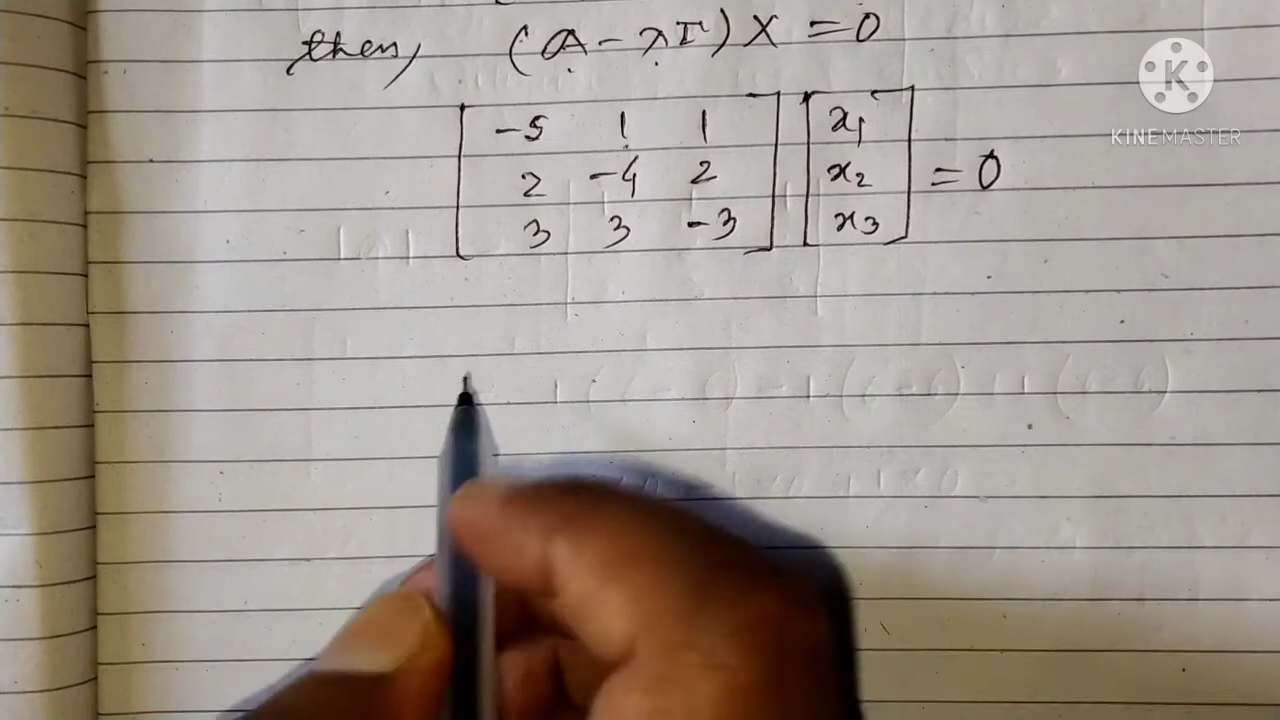 then, (A - λI) X = 0
-5 1 1 x1
2 -4 2 x2 = 0
3 3 -3 x3
K
KINEMASTER